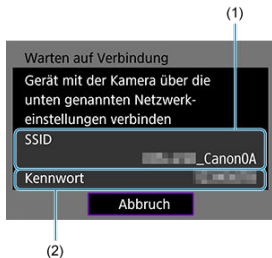 (1)
Warten auf Verbindung
Gerät mit der Kamera über die
unten genannten Netzwerk-
einstellungen verbinden
SSID
_Canon0A
Kennwort
Abbruch
(2)